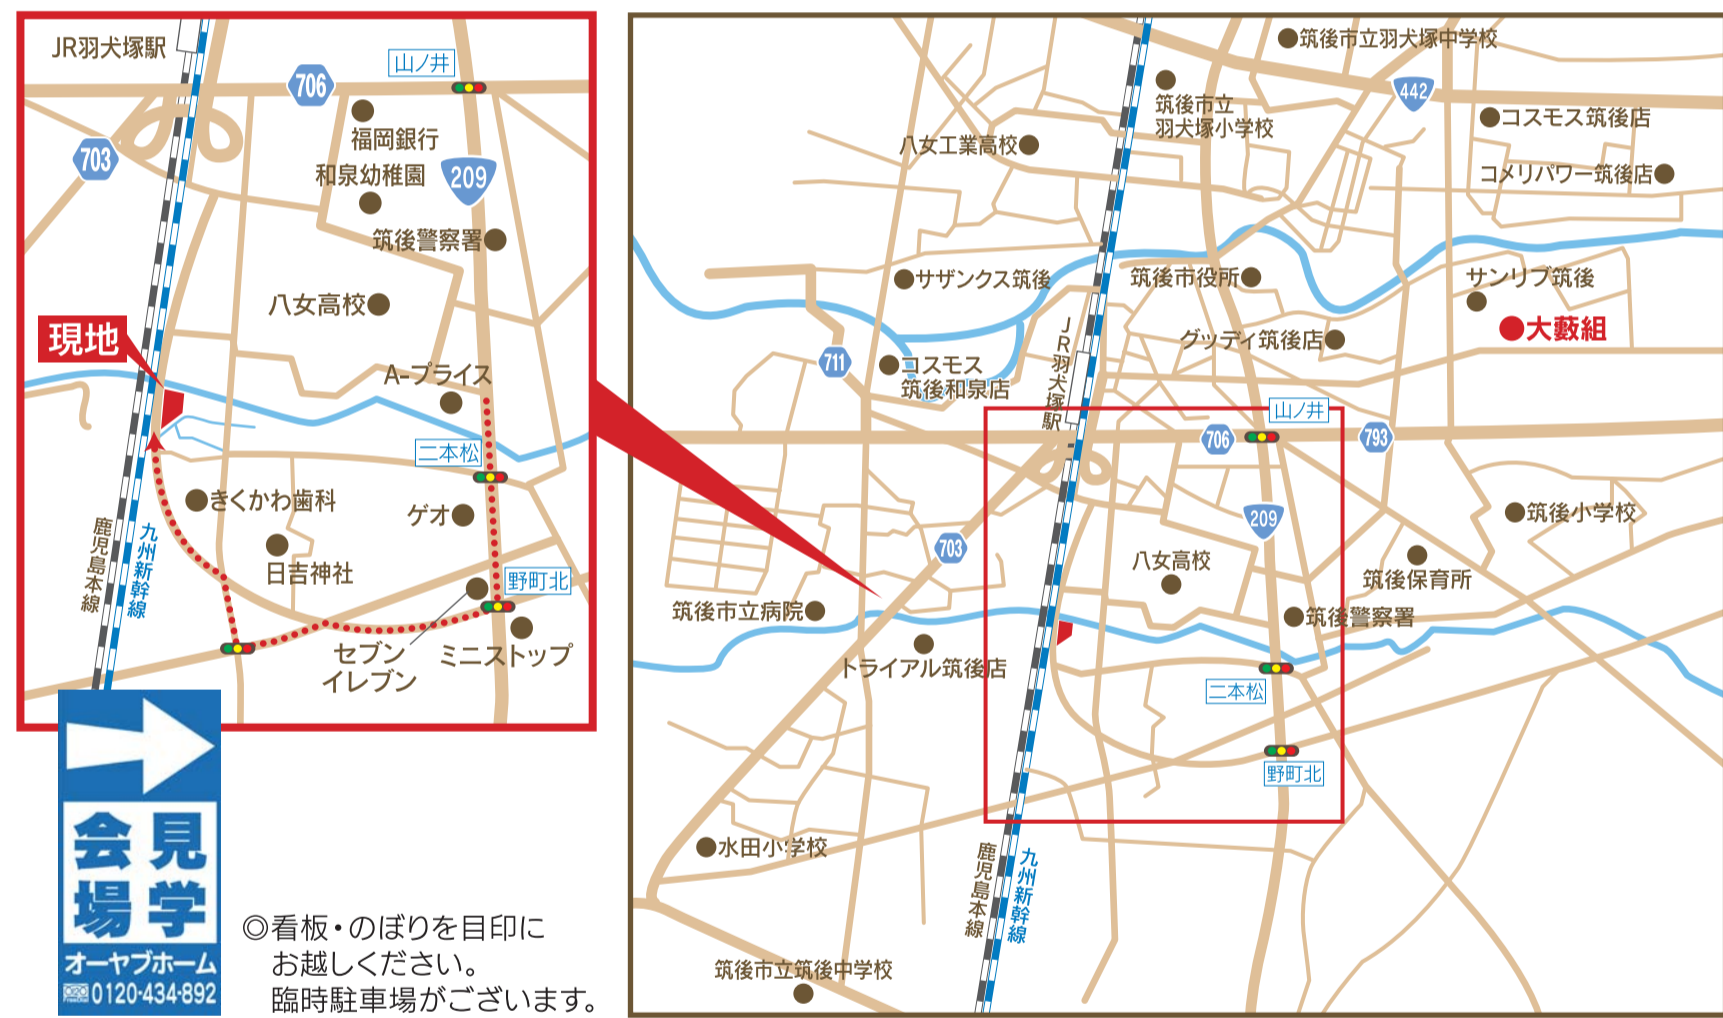 JR羽犬塚駅
山ノ井
706
福岡銀行
703
和泉幼稚園
209
筑後警察署
八女高校
現地
A-プライス
二本松
きくかわ歯科
ゲオ
鹿児島本線
九州新幹線
日吉神社
野町北
セブン
イレブン
ミニストップ
見学
会場
オーヤブホーム
FreeDial
0120-434-892
◎看板・のぼりを目印に
お越しください。
臨時駐車場がございます。
筑後市立羽犬塚中学校
442
筑後市立
羽犬塚小学校
コスモス筑後店
八女工業高校
コメリパワー筑後店
サザンクス筑後
筑後市役所
サンリブ筑後
大藪組
グッディ筑後店
JR羽犬塚駅
711
コスモス
筑後和泉店
山ノ井
706
793
209
筑後小学校
703
八女高校
筑後保育所
筑後市立病院
筑後警察署
トライアル筑後店
二本松
野町北
水田小学校
鹿児島本線
九州新幹線
筑後市立筑後中学校